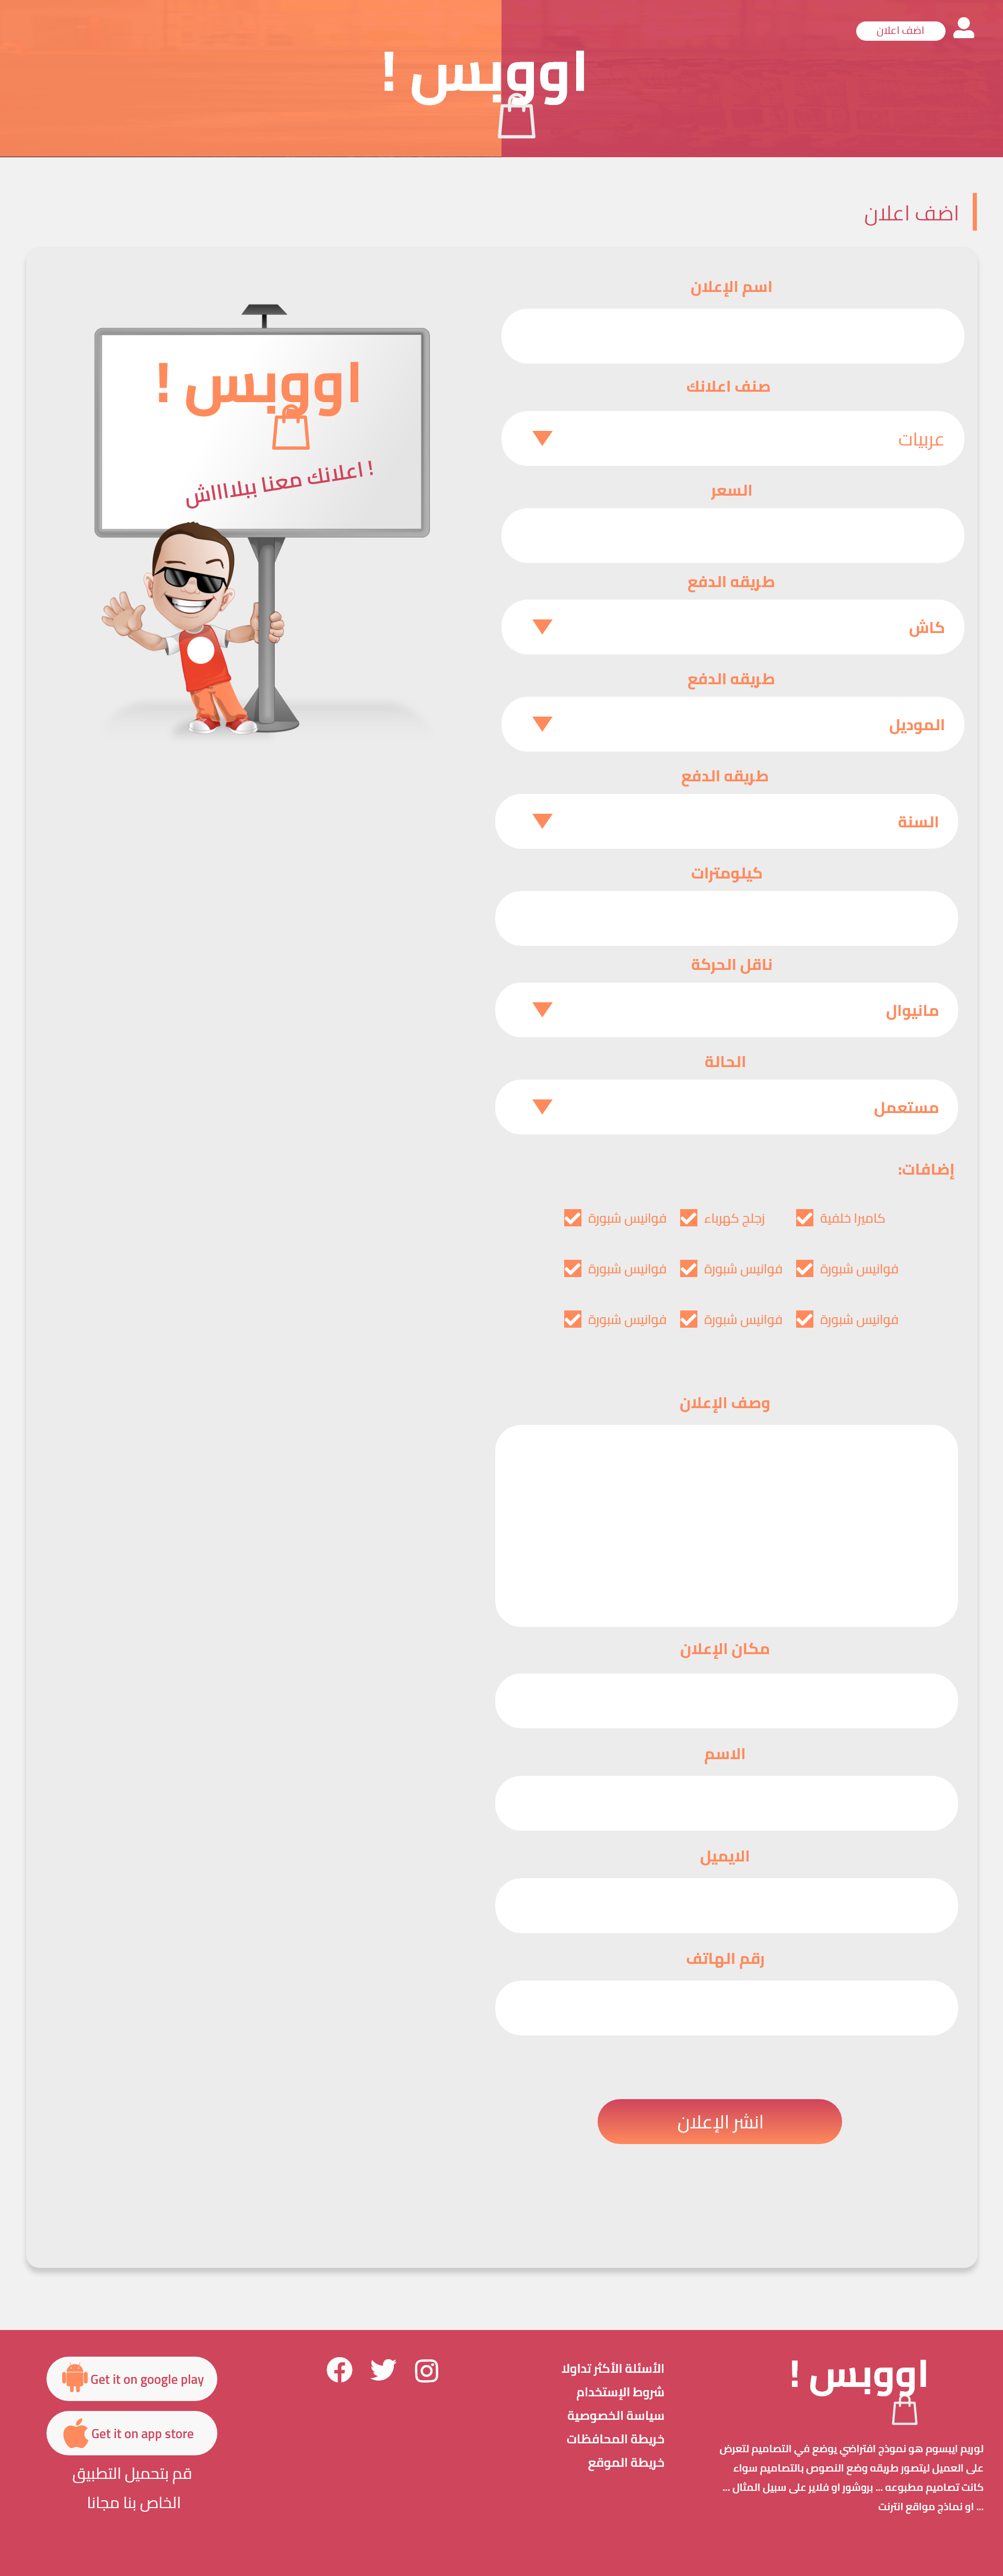 اضف اعلان
اووبس !
اضف اعلان
اسم الإعلان
صنف اعلانك
عربيات
السعر
طريقه الدفع
كاش
طريقه الدفع
الموديل
طريقه الدفع
السنة
كيلومترات
ناقل الحركة
مانيوال
الحالة
مستعمل
إضافات:
كاميرا خلفية
زجلج كهرباء
فوانيس شبورة
فوانيس شبورة
فوانيس شبورة
فوانيس شبورة
فوانيس شبورة
فوانيس شبورة
فوانيس شبورة
وصف الإعلان
مكان الإعلان
الاسم
الايميل
رقم الهاتف
انشر الإعلان
اووبس !
اعلانك معنا ببلاااش !
اووبس !
لوريم ايبسوم هو نموذج افتراضي يوضع في التصاميم لتعرض
على العميل ليتصور طريقه وضع النصوص بالتصاميم سواء
كانت تصاميم مطبوعه ... بروشور او فلاير على سبيل المثال ...
... او نماذج مواقع انترنت
الأسئلة الأكثر تداولا
شروط الإستخدام
سياسة الخصوصية
خريطة المحافظات
خريطة الموقع
Get it on google play
Get it on app store
قم بتحميل التطبيق
الخاص بنا مجانا